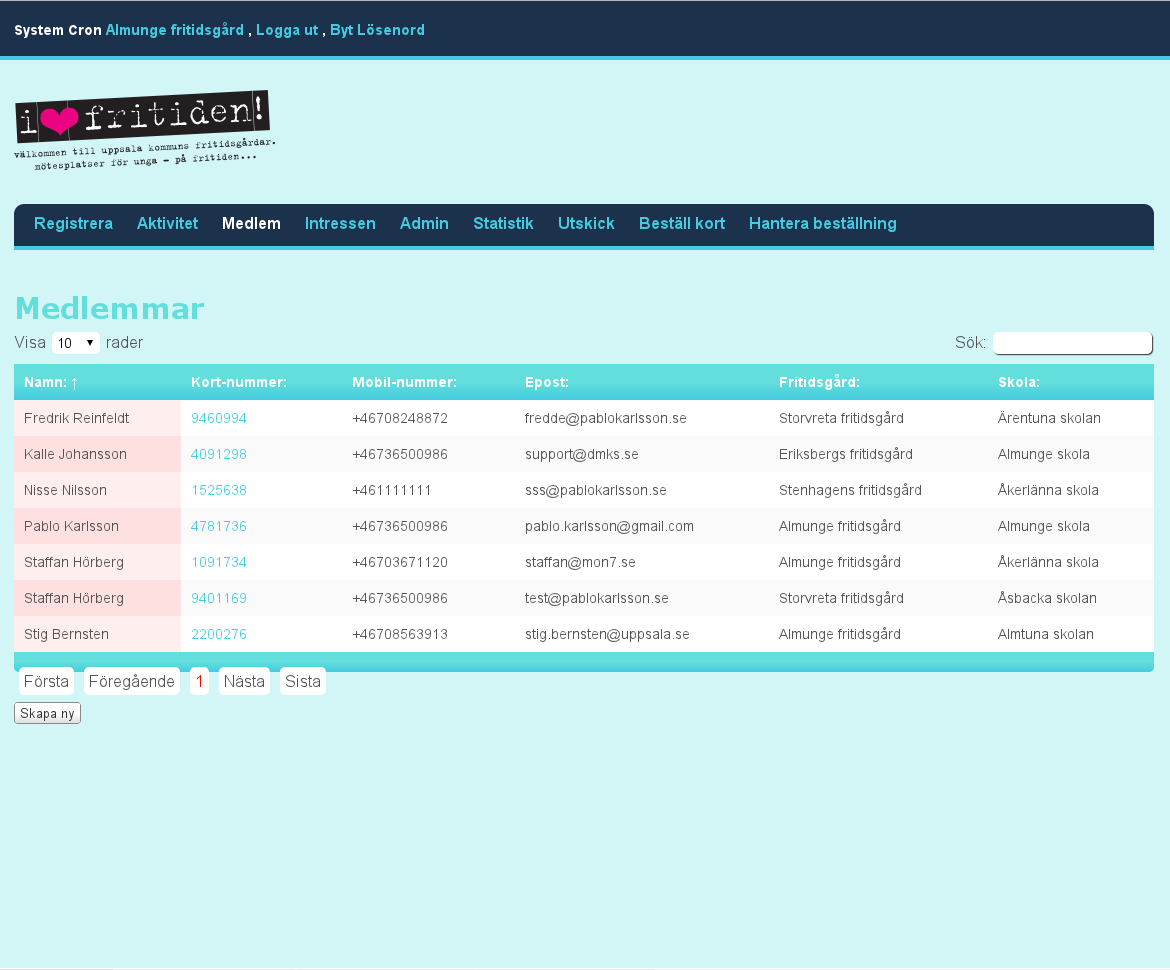 System Cron Almunge fritidsgård , Logga ut , Byt Lösenord
i fritiden!
välkommen till uppsala kommuns fritidsgårdar.
mötesplatser för unga - på fritiden...
Registrera Aktivitet Medlem Intressen Admin Statistik Utskick Beställ kort Hantera beställning
Medlemmar
Visa 10 rader Sök:
Namn: ↑ Kort-nummer: Mobil-nummer: Epost: Fritidsgård: Skola:
Fredrik Reinfeldt 9460994 +46708248872 fredde@pablokarlsson.se Storvreta fritidsgård Ärentuna skolan
Kalle Johansson 4091298 +46736500986 support@dmks.se Eriksbergs fritidsgård Almunge skola
Nisse Nilsson 1525638 +461111111 sss@pablokarlsson.se Stenhagens fritidsgård Åkerlänna skola
Pablo Karlsson 4781736 +46736500986 pablo.karlsson@gmail.com Almunge fritidsgård Almunge skola
Staffan Hörberg 1091734 +46703671120 staffan@mon7.se Almunge fritidsgård Åkerlänna skola
Staffan Hörberg 9401169 +46736500986 test@pablokarlsson.se Storvreta fritidsgård Åsbacka skolan
Stig Bernsten 2200276 +46708563913 stig.bernsten@uppsala.se Almunge fritidsgård Almtuna skolan
Första Föregående 1 Nästa Sista
Skapa ny